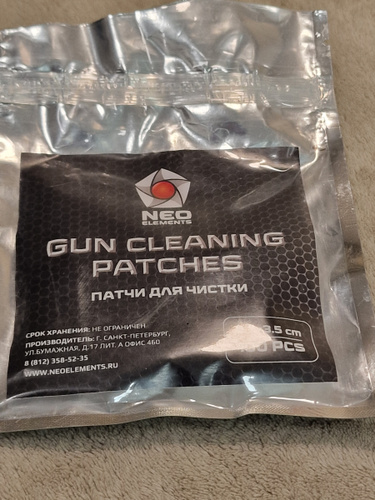 NEO
ELEMENTS
GUN CLEANING
PATCHES
ПАТЧИ ДЛЯ ЧИСТКИ
СРОК ХРАНЕНИЯ: НЕ ОГРАНИЧЕН
ПРОИЗВОДИТЕЛЬ: Г. САНКТ-ПЕТЕРБУРГ,
УЛ.БУМАЖНАЯ, Д.17 ЛИТ. А ОФИС 460
8 (812) 358-52-35
WWW.NEOELEMENTS.RU
cm
PCS